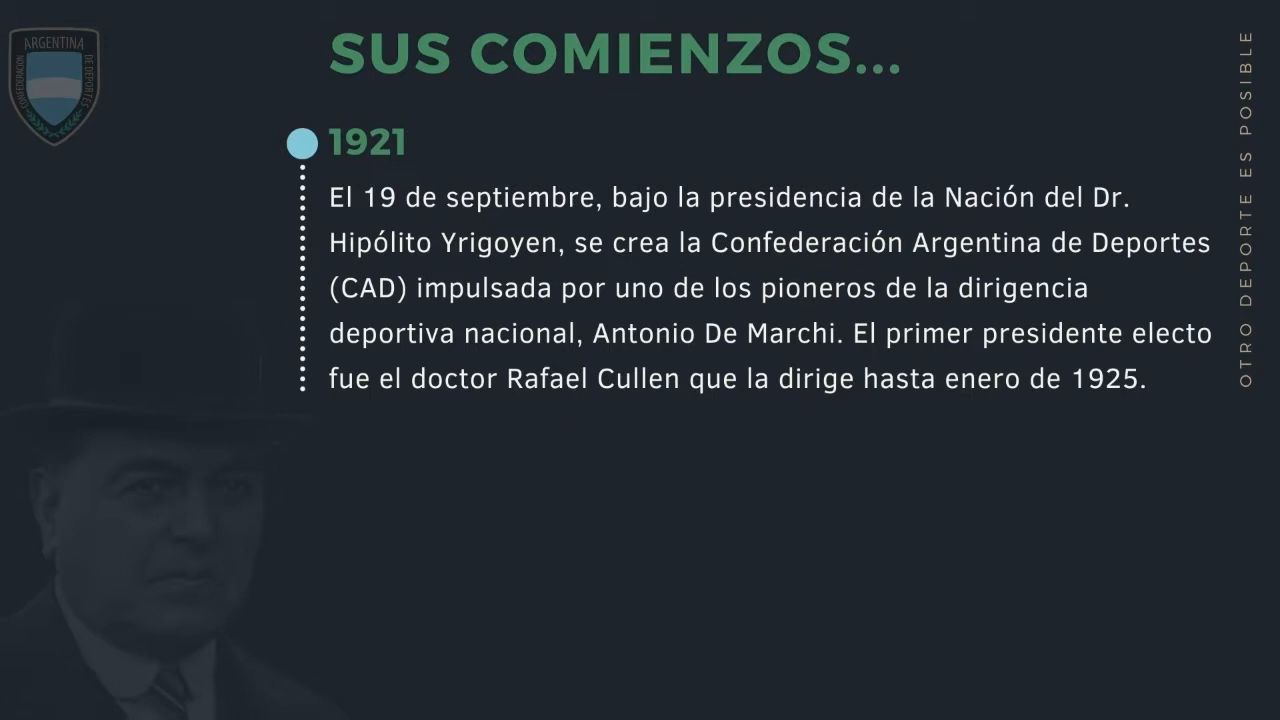 ARGENTINA
CONFEDERACIÓN
DE DEPORTES
SUS COMIENZOS...
1921
El 19 de septiembre, bajo la presidencia de la Nación del Dr.
Hipólito Yrigoyen, se crea la Confederación Argentina de Deportes
(CAD) impulsada por uno de los pioneros de la dirigencia
deportiva nacional, Antonio De Marchi. El primer presidente electo
fue el doctor Rafael Cullen que la dirige hasta enero de 1925.
OTRO DEPORTE ES POSIBLE